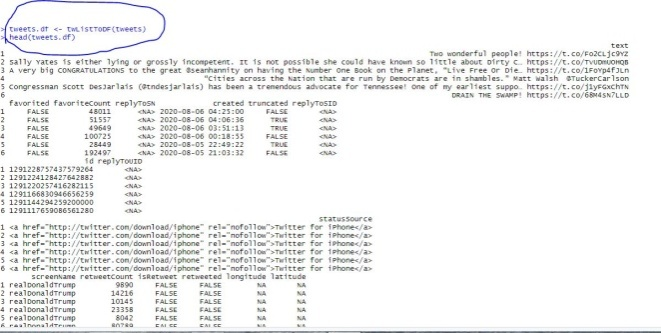 > tweets.df <- twListToDF(tweets)
> head(tweets.df)
text
1 Two wonderful people! https://t.co/Fo2CLjc9YZ
2 Sally Yates is either lying or grossly incompetent. It is not possible she could have known so little about Dirty C… https://t.co/TvUDmUOHQB
3 A very big CONGRATULATIONS to the great @seanhannity on having the Number One Book on the Planet, "Live Free Or Die… https://t.co/1FoYp4fJLn
4 "Cities across the Nation that are run by Democrats are in shambles." Matt Walsh @TuckerCarlson
5 Congressman Scott DesJarlais (@tndesjarlais) has been a tremendous advocate for Tennessee! One of my earliest suppo… https://t.co/j1yFGxChTN
6 DRAIN THE SWAMP! https://t.co/68M4sN7LLD
favorited favoriteCount replyToSN created truncated replyToSID
1 FALSE 48011 <NA> 2020-08-06 04:25:00 FALSE <NA>
2 FALSE 51557 <NA> 2020-08-06 04:06:36 TRUE <NA>
3 FALSE 49649 <NA> 2020-08-06 03:51:13 TRUE <NA>
4 FALSE 100725 <NA> 2020-08-06 00:18:55 FALSE <NA>
5 FALSE 28449 <NA> 2020-08-05 22:49:22 TRUE <NA>
6 FALSE 192497 <NA> 2020-08-05 21:03:32 FALSE <NA>
id replyToUID
1 1291228757437579264 <NA>
2 1291224128427642882 <NA>
3 1291220257416282115 <NA>
4 1291166830946656259 <NA>
5 1291144294259200000 <NA>
6 1291117659086561280 <NA>
statusSource
1 <a href="http://twitter.com/download/iphone" rel="nofollow">Twitter for iPhone</a>
2 <a href="http://twitter.com/download/iphone" rel="nofollow">Twitter for iPhone</a>
3 <a href="http://twitter.com/download/iphone" rel="nofollow">Twitter for iPhone</a>
4 <a href="http://twitter.com/download/iphone" rel="nofollow">Twitter for iPhone</a>
5 <a href="http://twitter.com/download/iphone" rel="nofollow">Twitter for iPhone</a>
6 <a href="http://twitter.com/download/iphone" rel="nofollow">Twitter for iPhone</a>
screenName retweetCount isRetweet retweeted longitude latitude
1 realDonaldTrump 9890 FALSE FALSE NA NA
2 realDonaldTrump 14216 FALSE FALSE NA NA
3 realDonaldTrump 10145 FALSE FALSE NA NA
4 realDonaldTrump 23358 FALSE FALSE NA NA
5 realDonaldTrump 8042 FALSE FALSE NA NA
6 realDonaldTrump FALSE FALSE NA NA